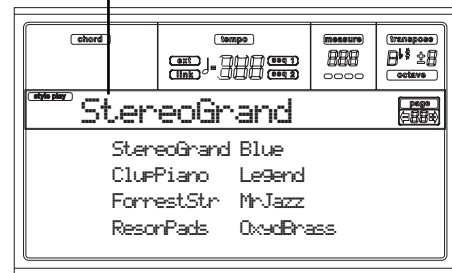 chord tempo measure transpose
ext seq 1
link seq 2
octave
style play
StereoGrand page
StereoGrand Blue
ClupPiano Legend
ForrestStr MrJazz
ResonPads OxydBrass